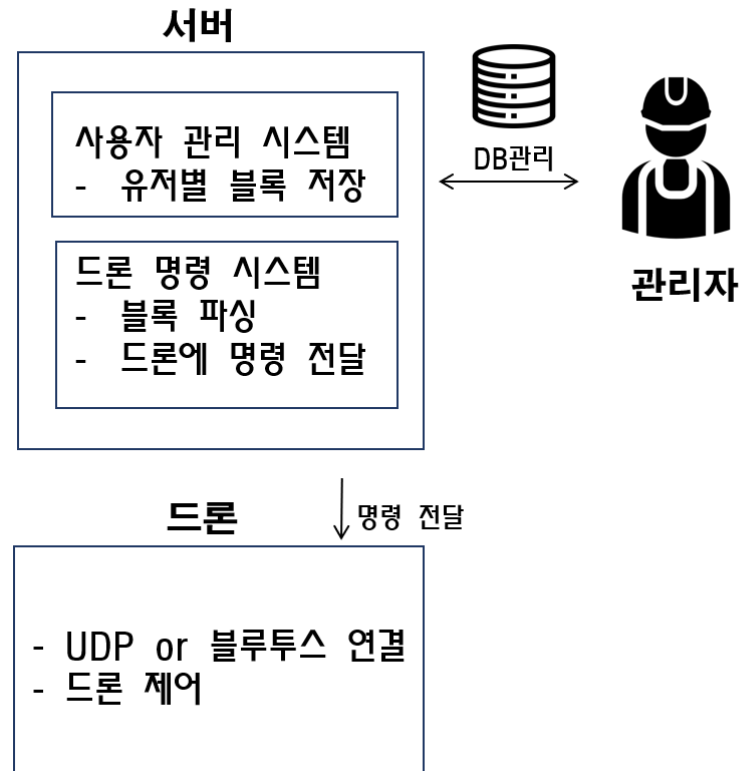 서버
사용자 관리 시스템
- 유저별 블록 저장
드론 명령 시스템
- 블록 파싱
- 드론에 명령 전달
DB관리
관리자
드론
명령 전달
- UDP or 블루투스 연결
- 드론 제어